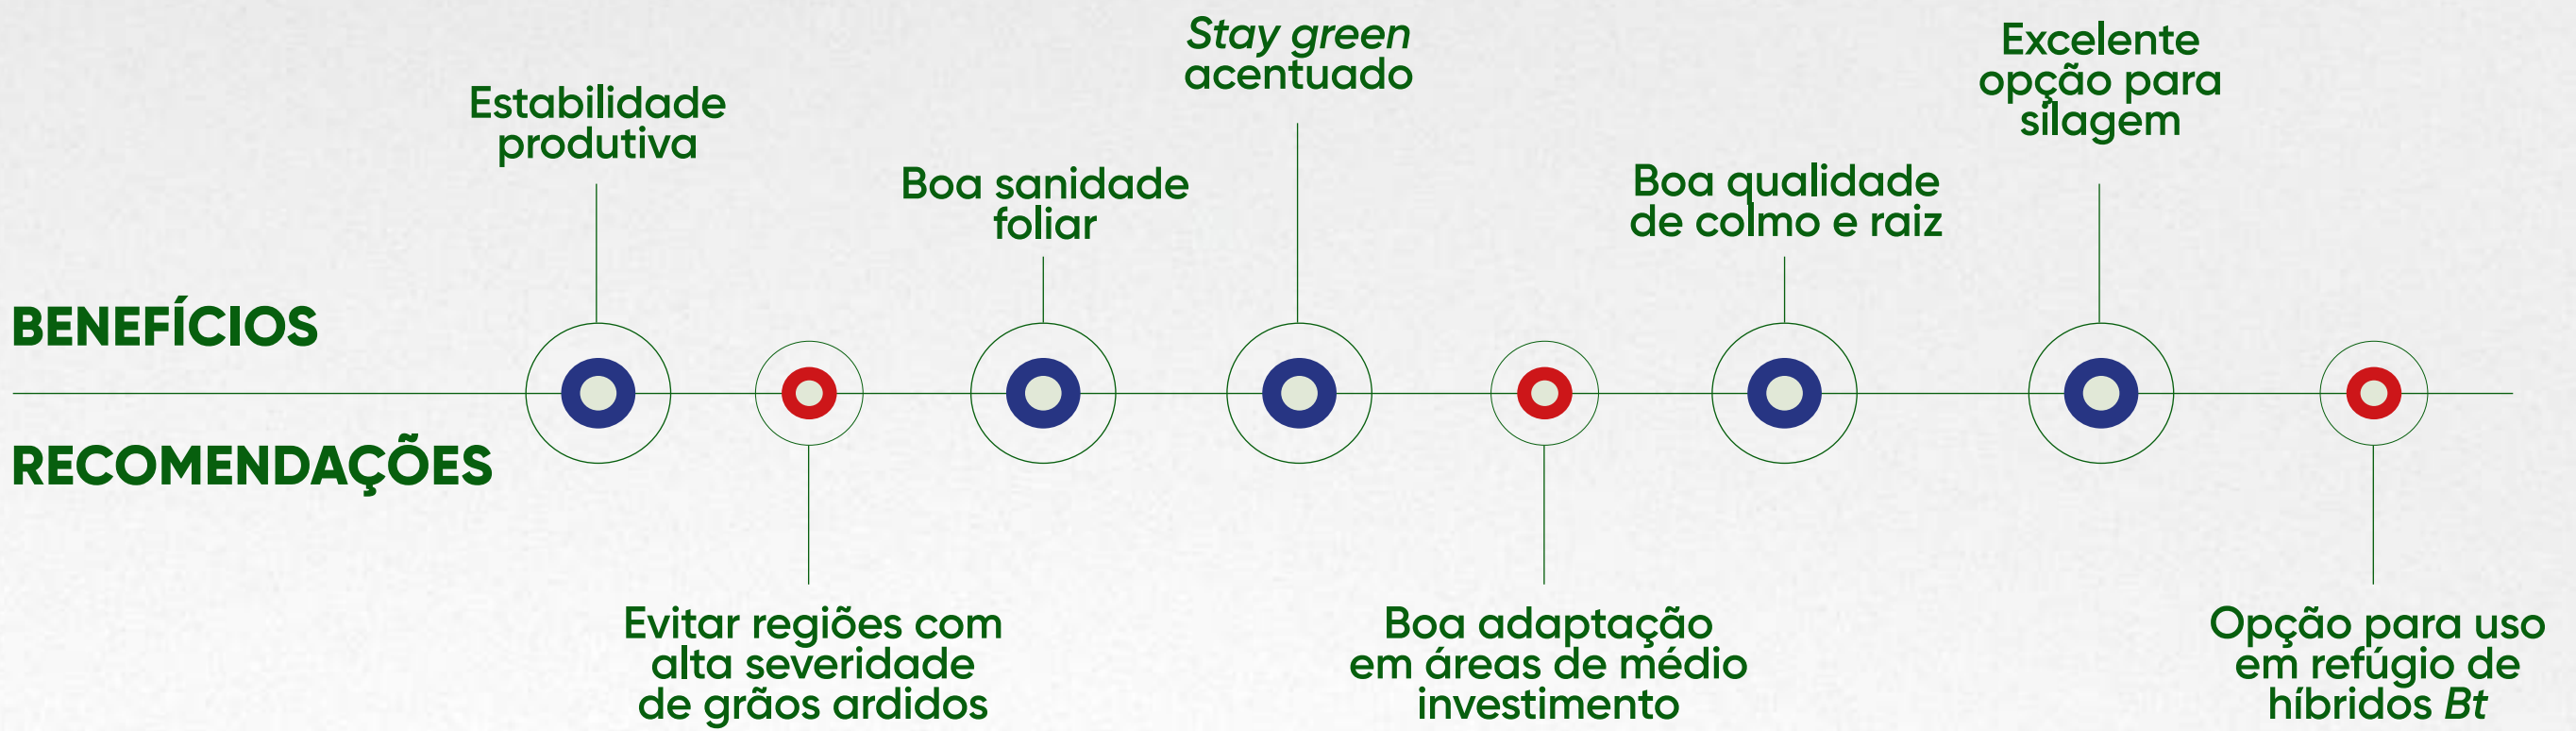 BENEFÍCIOS
Estabilidade
produtiva
Boa sanidade
foliar
Stay green
acentuado
Boa qualidade
de colmo e raiz
Excelente
opção para
silagem
RECOMENDAÇÕES
Evitar regiões com
alta severidade
de grãos ardidos
Boa adaptação
em áreas de médio
investimento
Opção para uso
em refúgio de
híbridos Bt